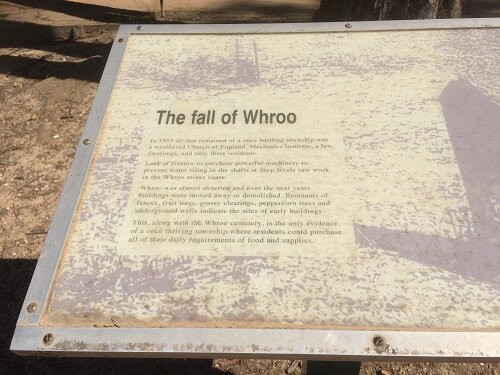 The fall of Whroo
In 1953 all that remained of a once bustling township was
a weathered Church of England, Mechanics Institute, a few
dwellings, and only three residents.
Lack of finance to purchase powerful machinery to
prevent water rising in the shafts at deep levels saw work
in the Whroo mines cease.
Whroo was almost deserted and over the next years
buildings were moved away or demolished. Remnants of
fences, fruit trees, grassy clearings, peppercorn trees and
underground wells indicate the sites of early buildings.
This, along with the Whroo cemetery, is the only evidence
of a once thriving township where residents could purchase
all of their daily requirements of food and supplies.